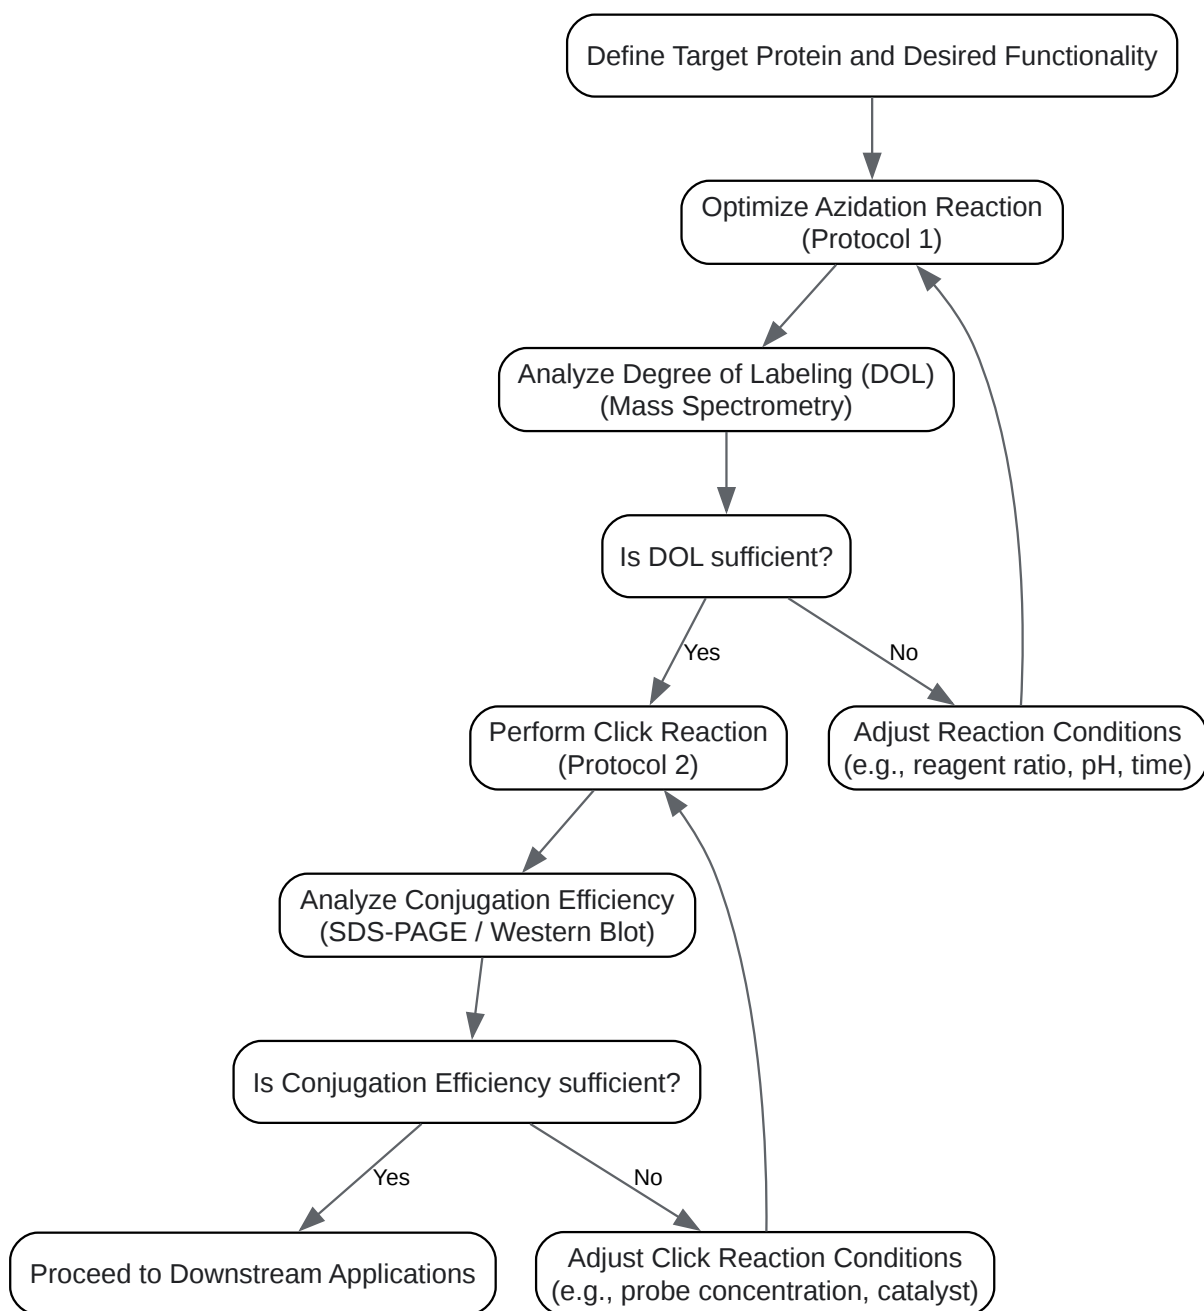 Define Target Protein and Desired Functionality
Optimize Azidation Reaction
(Protocol 1)
Analyze Degree of Labeling (DOL)
(Mass Spectrometry)
Is DOL sufficient?
Yes
No
Perform Click Reaction
(Protocol 2)
Adjust Reaction Conditions
(e.g., reagent ratio, pH, time)
Analyze Conjugation Efficiency
(SDS-PAGE / Western Blot)
Is Conjugation Efficiency sufficient?
Yes
No
Proceed to Downstream Applications
Adjust Click Reaction Conditions
(e.g., probe concentration, catalyst)